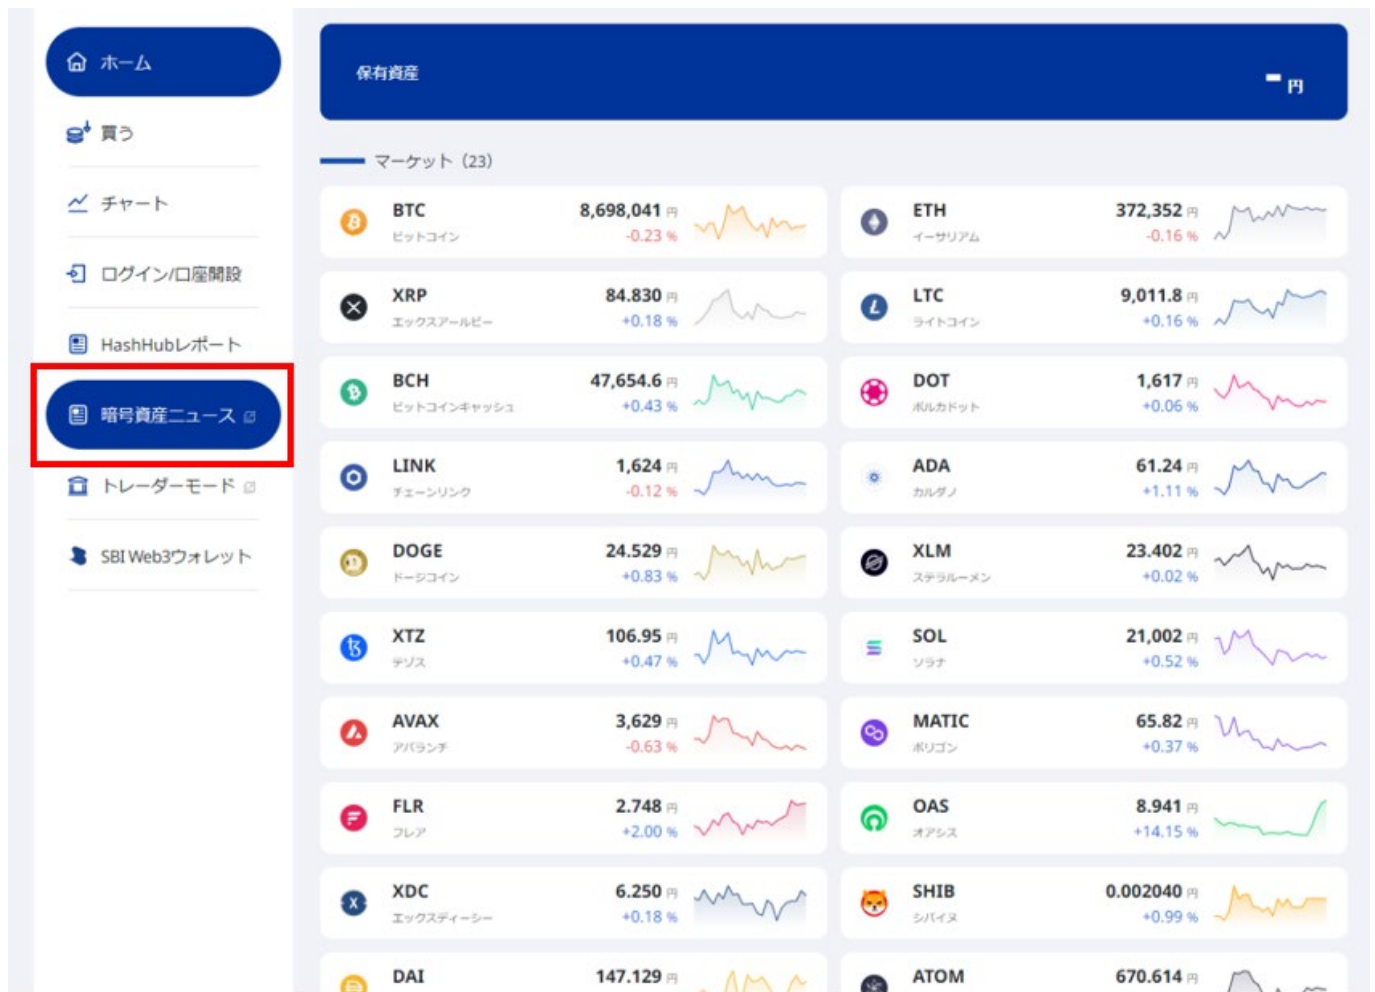 ホーム
買う
チャート
ログイン/口座開設
HashHubレポート
暗号資産ニュース
トレーダーモード
SBI Web3ウォレット
保有資産
- 円
マーケット（23）
BTC 8,698,041 円
ビットコイン -0.23 %
ETH 372,352 円
イーサリアム -0.16 %
XRP 84.830 円
エックスアールピー +0.18 %
LTC 9,011.8 円
ライトコイン +0.16 %
BCH 47,654.6 円
ビットコインキャッシュ +0.43 %
DOT 1,617 円
ポルカドット +0.06 %
LINK 1,624 円
チェーンリンク -0.12 %
ADA 61.24 円
カルダノ +1.11 %
DOGE 24.529 円
ドージコイン +0.83 %
XLM 23.402 円
ステラルーメン +0.02 %
XTZ 106.95 円
テゾス +0.47 %
SOL 21,002 円
ソラナ +0.52 %
AVAX 3,629 円
アバランチ -0.63 %
MATIC 65.82 円
ポリゴン +0.37 %
FLR 2.748 円
フレア +2.00 %
OAS 8.941 円
オアシス +14.15 %
XDC 6.250 円
エックスディーシー +0.18 %
SHIB 0.002040 円
シバイヌ +0.99 %
DAI 147.129 円
ATOM 670.614 円